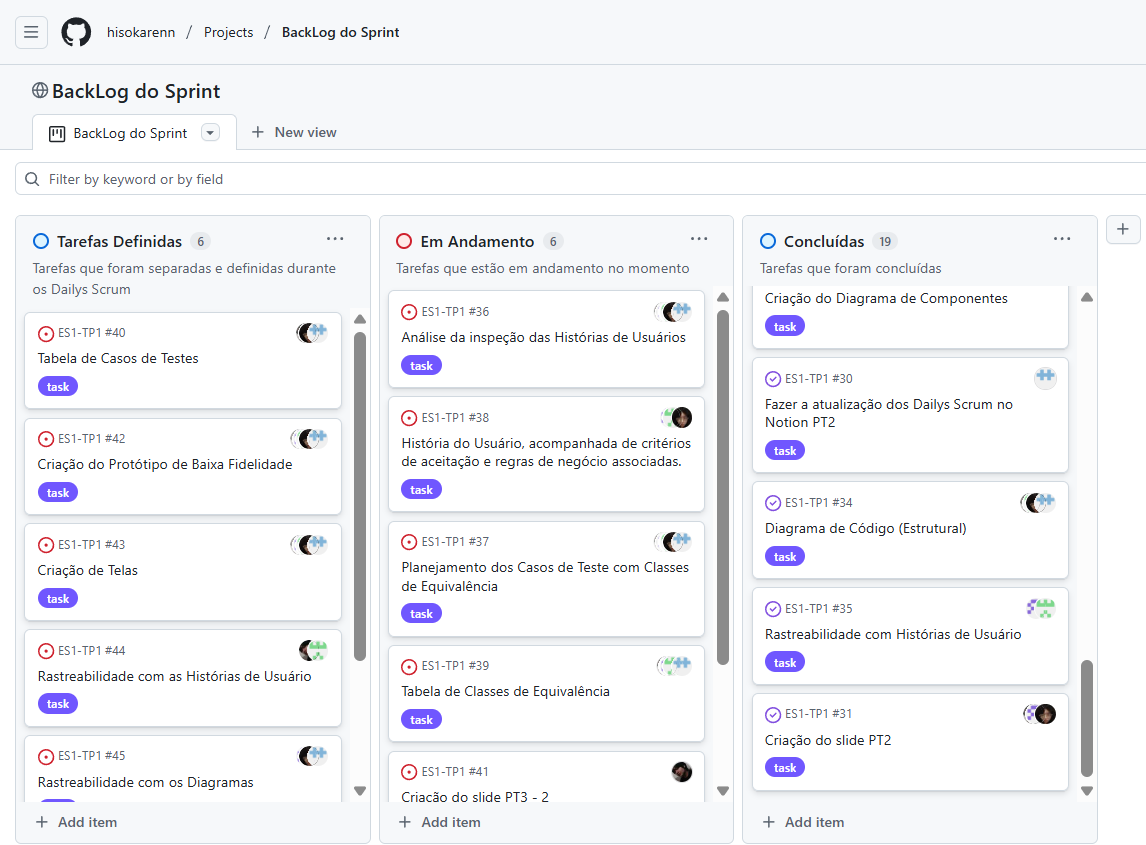 hisokarenn / Projects / BackLog do Sprint
BackLog do Sprint
BackLog do Sprint
New view
Filter by keyword or by field
Tarefas Definidas 6
Tarefas que foram separadas e definidas durante
os Dailys Scrum
ES1-TP1 #40
Tabela de Casos de Testes
task
ES1-TP1 #42
Criação do Protótipo de Baixa Fidelidade
task
ES1-TP1 #43
Criação de Telas
task
ES1-TP1 #44
Rastreabilidade com as Histórias de Usuário
task
ES1-TP1 #45
Rastreabilidade com os Diagramas
Add item
Em Andamento 6
Tarefas que estão em andamento no momento
ES1-TP1 #36
Análise da inspeção das Histórias de Usuários
task
ES1-TP1 #38
História do Usuário, acompanhada de critérios
de aceitação e regras de negócio associadas.
task
ES1-TP1 #37
Planejamento dos Casos de Teste com Classes
de Equivalência
task
ES1-TP1 #39
Tabela de Classes de Equivalência
task
ES1-TP1 #41
Criação do slide PT3 - 2
Add item
Concluídas 19
Tarefas que foram concluídas
Criação do Diagrama de Componentes
task
ES1-TP1 #30
Fazer a atualização dos Dailys Scrum no
Notion PT2
task
ES1-TP1 #34
Diagrama de Código (Estrutural)
task
ES1-TP1 #35
Rastreabilidade com Histórias de Usuário
task
ES1-TP1 #31
Criação do slide PT2
task
Add item